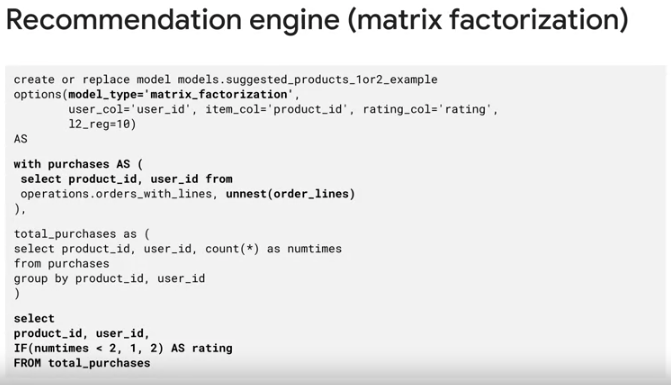 Recommendation engine (matrix factorization)
create or replace model models.suggested_products_1or2_example
options(model_type='matrix_factorization',
user_col='user_id', item_col='product_id', rating_col='rating',
l2_reg=10)
AS
with purchases AS (
select product_id, user_id from
operations.orders_with_lines, unnest(order_lines)
),
total_purchases as (
select product_id, user_id, count(*) as numtimes
from purchases
group by product_id, user_id
)
select
product_id, user_id,
IF(numtimes < 2, 1, 2) AS rating
FROM total_purchases